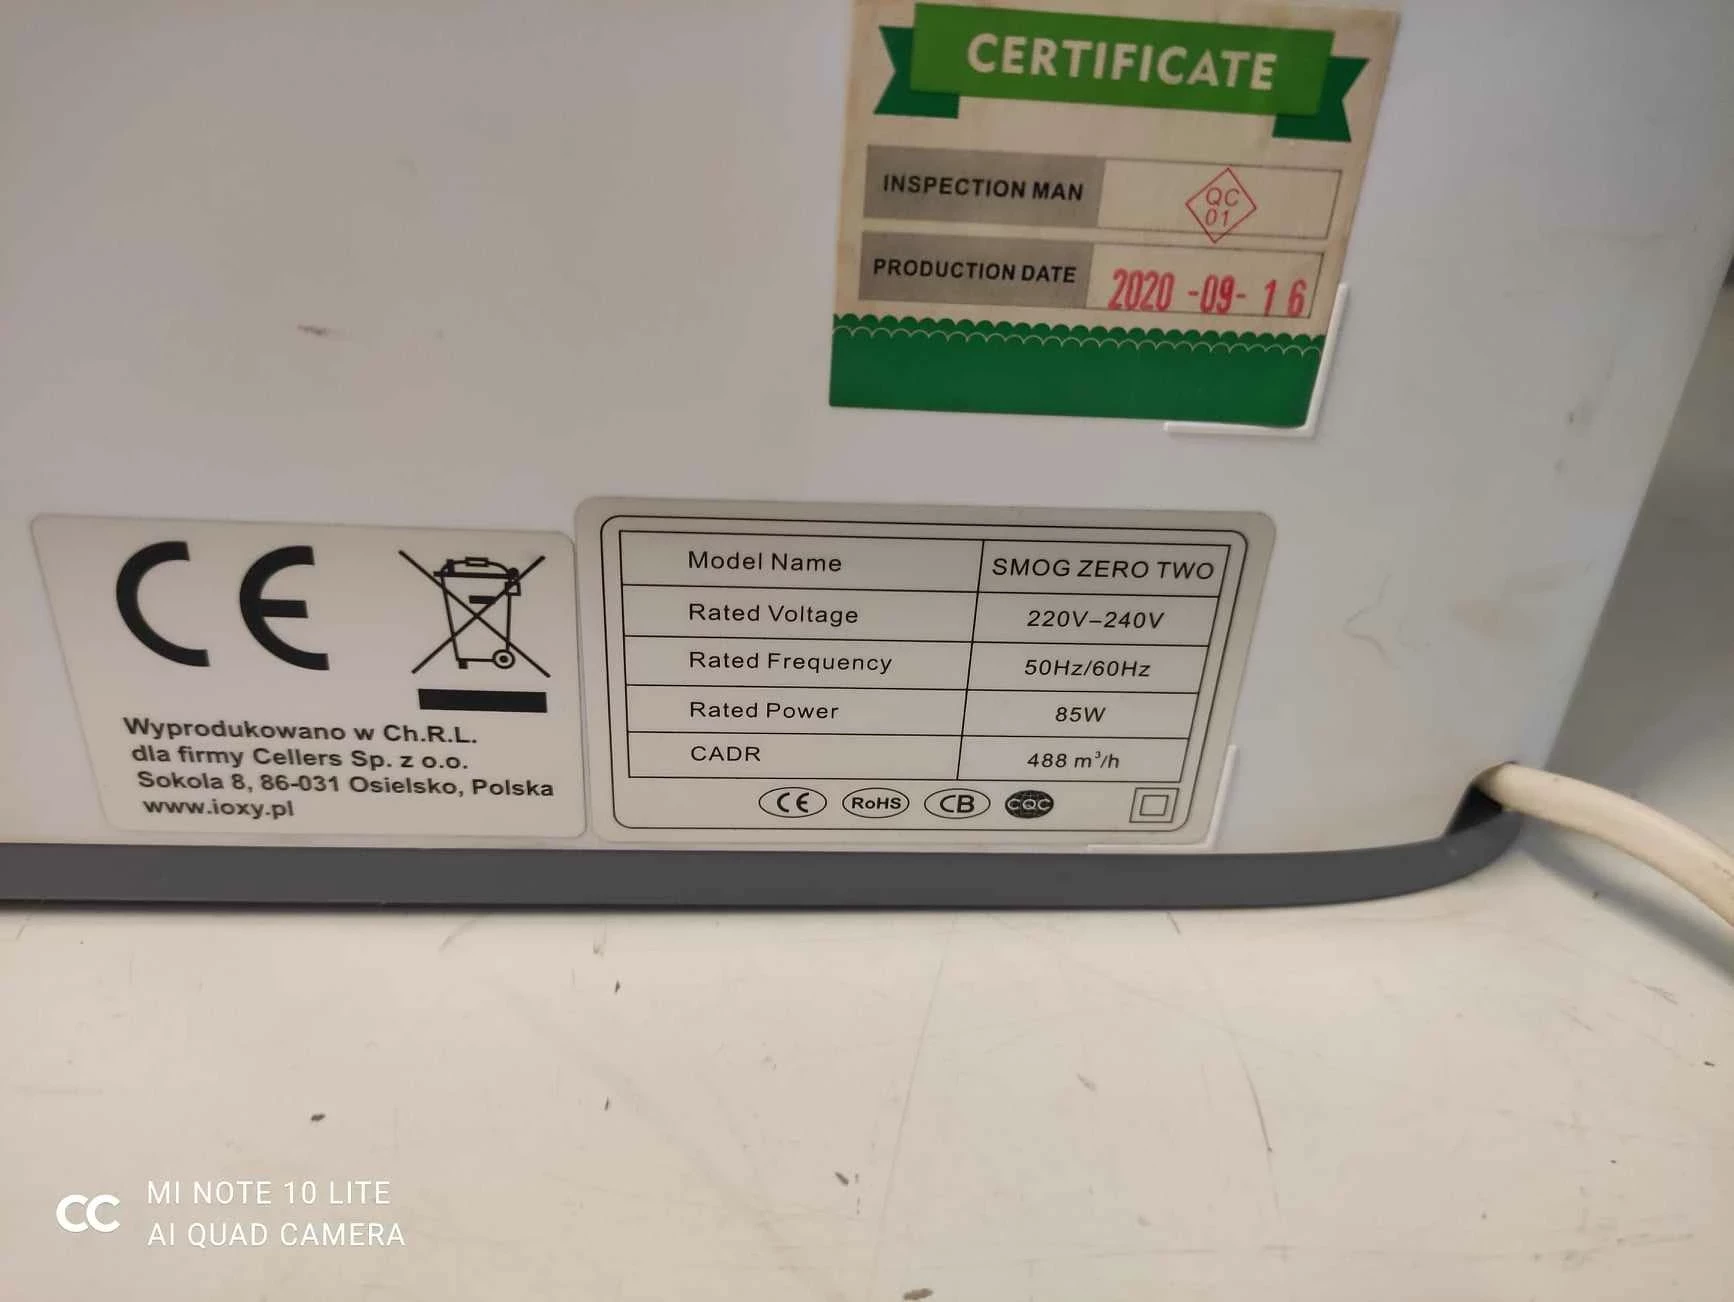 CERTIFICATE
INSPECTION MAN QC 01
PRODUCTION DATE 2020 -09- 16
CE
Wyprodukowano w Ch.R.L.
dla firmy Cellers Sp. z o.o.
Sokola 8, 86-031 Osielsko, Polska
www.ioxy.pl
Model Name SMOG ZERO TWO
Rated Voltage 220V–240V
Rated Frequency 50Hz/60Hz
Rated Power 85W
CADR 488 m³/h
CE RoHS CB CQC
MI NOTE 10 LITE
AI QUAD CAMERA